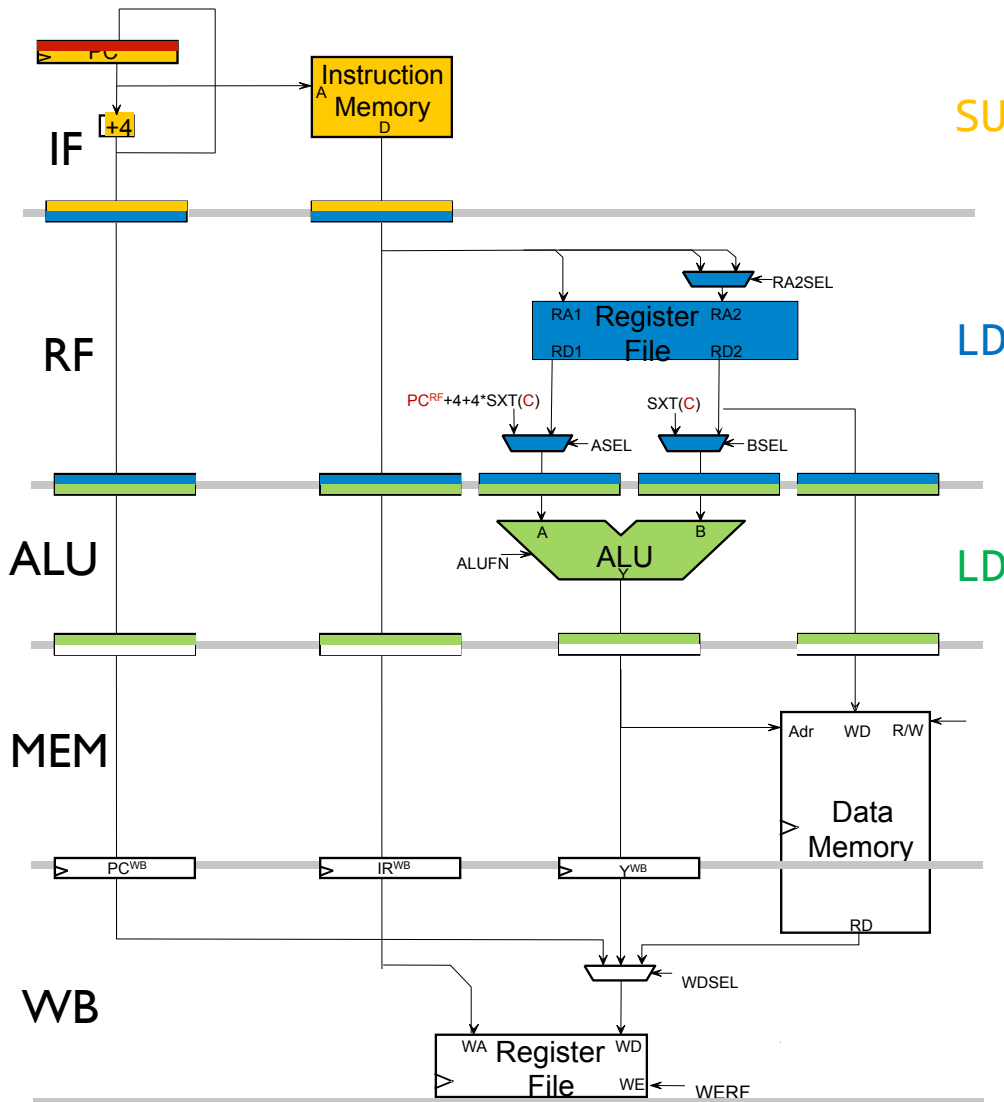 PC
Instruction
A
Memory
D
+4
IF
SU
RA2SEL
RA1
Register
RA2
File
RD1
RD2
RF
LD
PCᴿᶠ+4+4*SXT(C)
SXT(C)
ASEL
BSEL
A
B
ALU
ALU
ALUFN
Y
LD
Adr
WD
R/W
MEM
Data
Memory
PCᵂᴮ
IRᵂᴮ
Yᵂᴮ
RD
WDSEL
WB
WA
Register
WD
File
WE
WERF